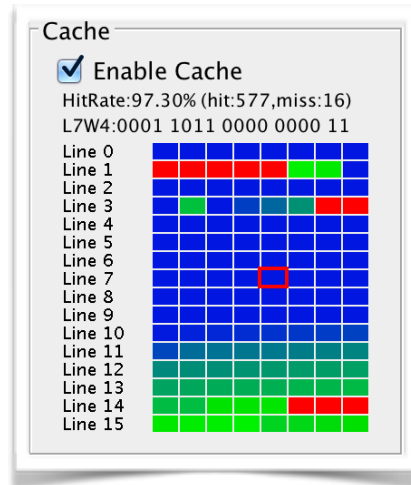 Cache
Enable Cache
HitRate:97.30% (hit:577,miss:16)
L7W4:0001 1011 0000 0000 11
Line 0
Line 1
Line 2
Line 3
Line 4
Line 5
Line 6
Line 7
Line 8
Line 9
Line 10
Line 11
Line 12
Line 13
Line 14
Line 15